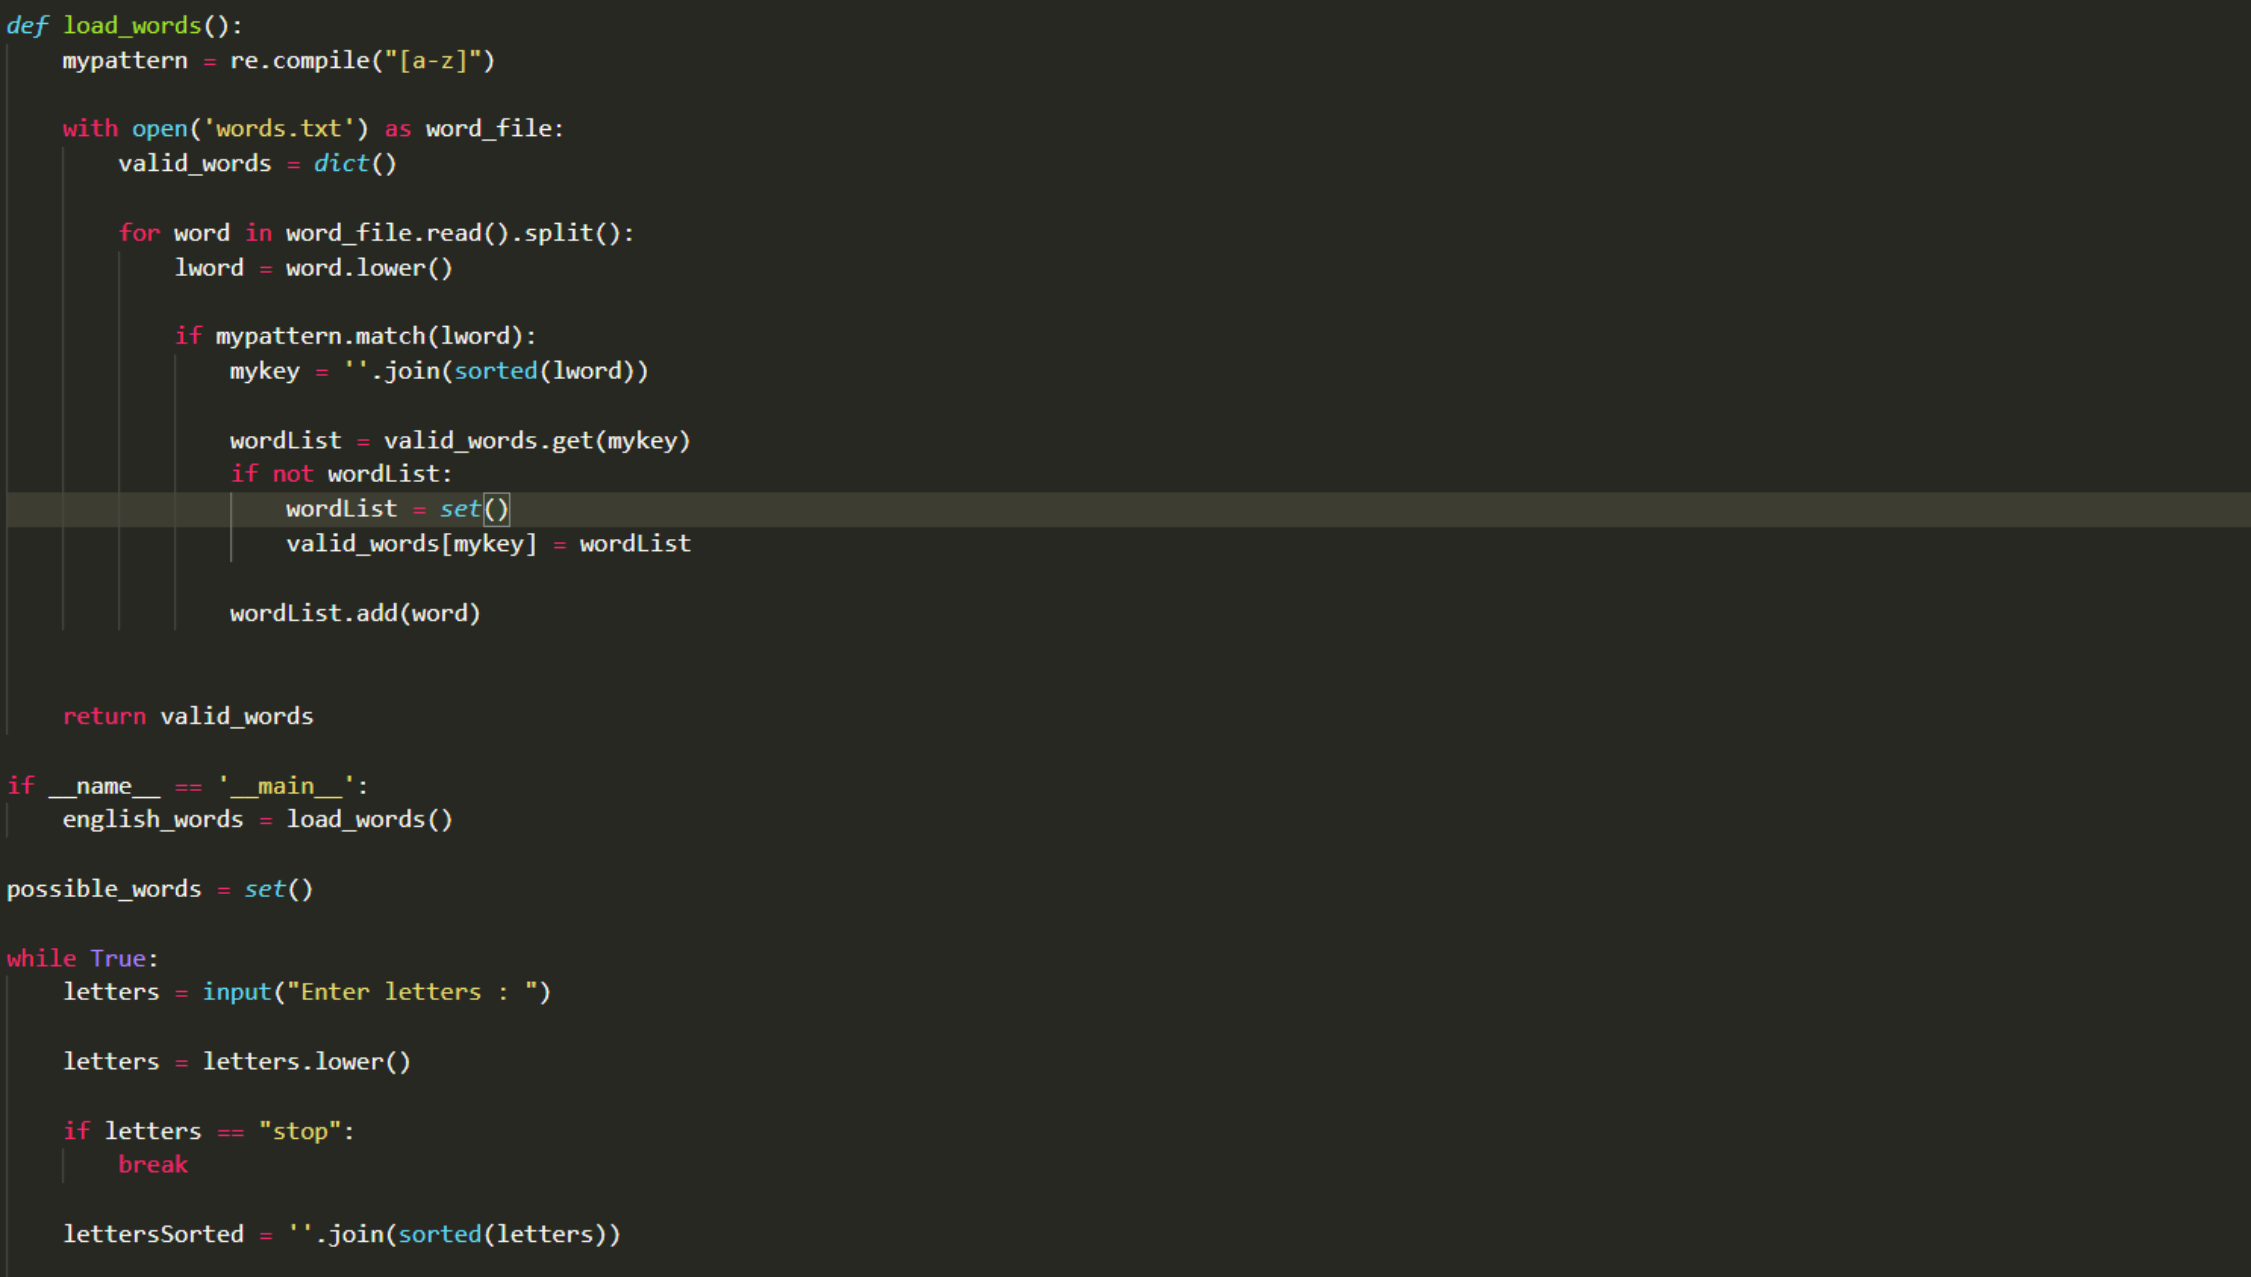 def load_words():
    mypattern = re.compile("[a-z]")
    with open('words.txt') as word_file:
        valid_words = dict()
        for word in word_file.read().split():
            lword = word.lower()
            if mypattern.match(lword):
                mykey = ''.join(sorted(lword))
                wordList = valid_words.get(mykey)
                if not wordList:
                    wordList = set()
                    valid_words[mykey] = wordList
                wordList.add(word)
    return valid_words
if __name__ == '__main__':
    english_words = load_words()
possible_words = set()
while True:
    letters = input("Enter letters : ")
    letters = letters.lower()
    if letters == "stop":
        break
    lettersSorted = ''.join(sorted(letters))